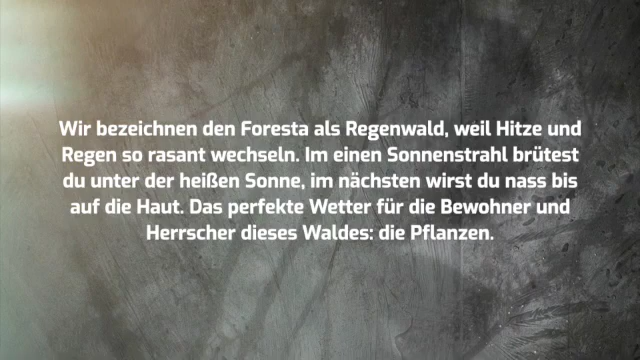 Wir bezeichnen den Foresta als Regenwald, weil Hitze und
Regen so rasant wechseln. Im einen Sonnenstrahl brütest
du unter der heißen Sonne, im nächsten wirst du nass bis
auf die Haut. Das perfekte Wetter für die Bewohner und
Herrscher dieses Waldes: die Pflanzen.